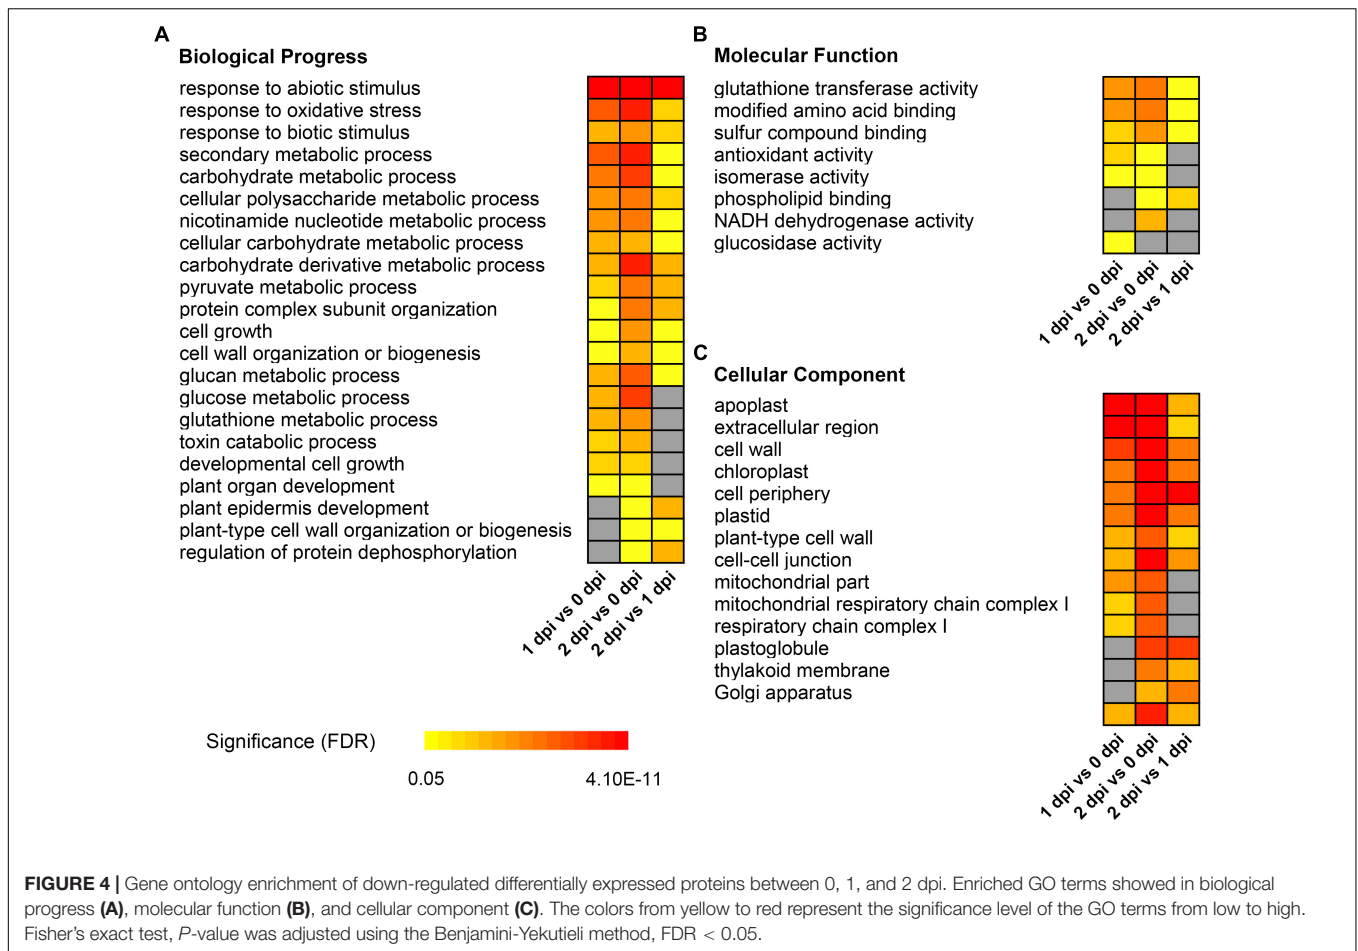 A
Biological Progress
response to abiotic stimulus
response to oxidative stress
response to biotic stimulus
secondary metabolic process
carbohydrate metabolic process
cellular polysaccharide metabolic process
nicotinamide nucleotide metabolic process
cellular carbohydrate metabolic process
carbohydrate derivative metabolic process
pyruvate metabolic process
protein complex subunit organization
cell growth
cell wall organization or biogenesis
glucan metabolic process
glucose metabolic process
glutathione metabolic process
toxin catabolic process
developmental cell growth
plant organ development
plant epidermis development
plant-type cell wall organization or biogenesis
regulation of protein dephosphorylation
1 dpi vs 0 dpi
2 dpi vs 0 dpi
2 dpi vs 1 dpi
B
Molecular Function
glutathione transferase activity
modified amino acid binding
sulfur compound binding
antioxidant activity
isomerase activity
phospholipid binding
NADH dehydrogenase activity
glucosidase activity
1 dpi vs 0 dpi
2 dpi vs 0 dpi
2 dpi vs 1 dpi
C
Cellular Component
apoplast
extracellular region
cell wall
chloroplast
cell periphery
plastid
plant-type cell wall
cell-cell junction
mitochondrial part
mitochondrial respiratory chain complex I
respiratory chain complex I
plastoglobule
thylakoid membrane
Golgi apparatus
1 dpi vs 0 dpi
2 dpi vs 0 dpi
2 dpi vs 1 dpi
Significance (FDR)
0.05
4.10E-11
FIGURE 4 | Gene ontology enrichment of down-regulated differentially expressed proteins between 0, 1, and 2 dpi. Enriched GO terms showed in biological
progress (A), molecular function (B), and cellular component (C). The colors from yellow to red represent the significance level of the GO terms from low to high.
Fisher's exact test, P-value was adjusted using the Benjamini-Yekutieli method, FDR < 0.05.